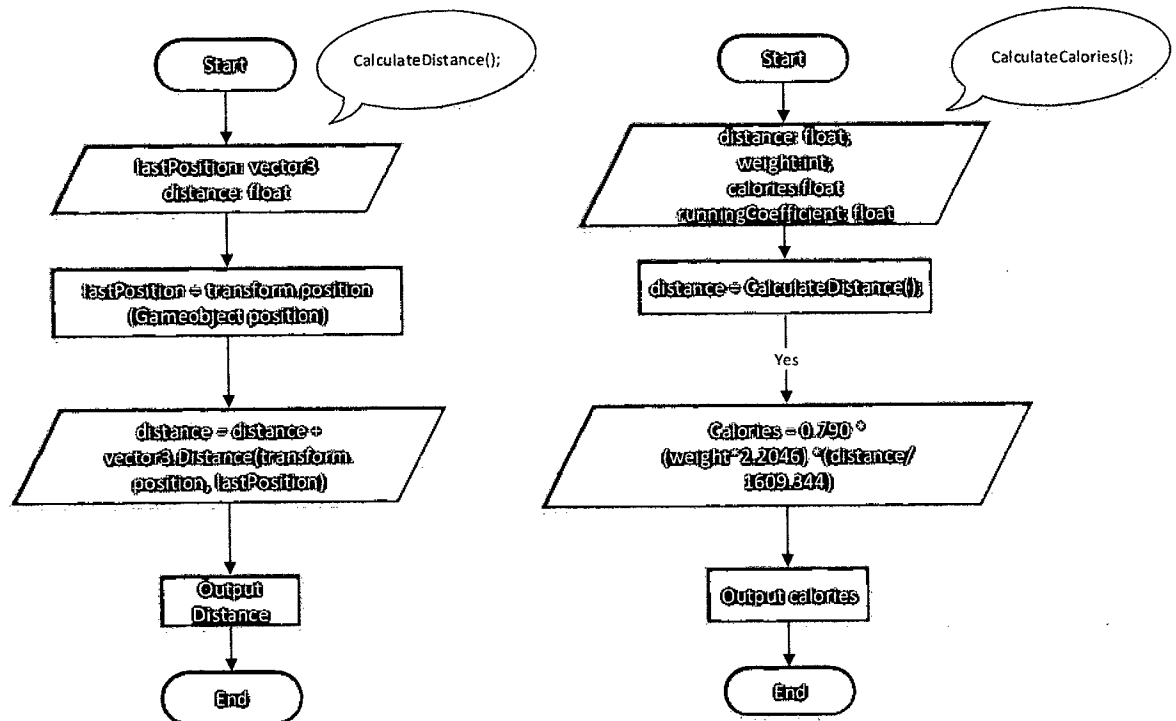 Start
CalculateDistance();
lastPosition: vector3
distance: float
lastPosition = transform.position
(Gameobject position)
distance = distance +
vector3.Distance(transform.
position, lastPosition)
Output
Distance
End
Start
CalculateCalories();
distance: float;
weight:int;
calories:float
runningCoefficient: float
distance = CalculateDistance();
Yes
Calories = 0.790 *
(weight*2.2046) *(distance/
1609.344)
Output calories
End